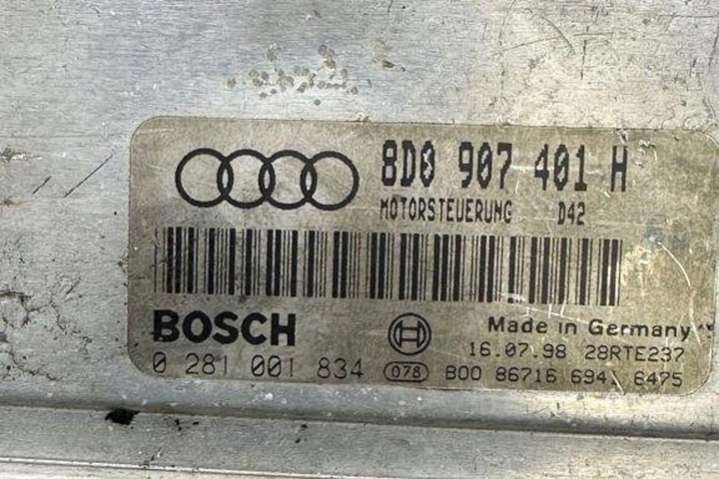 8D0 907 401 H
MOTORSTEUERUNG D42
BOSCH
Made in Germany
16.07.98 28RTE237
0 281 001 834
078
B00 86716 694. 6475